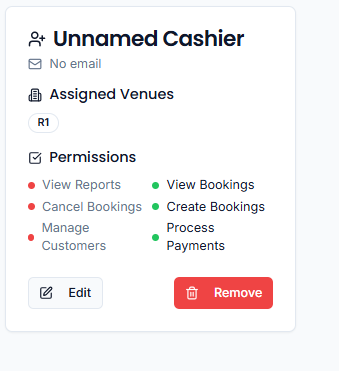 Unnamed Cashier
No email
Assigned Venues
R1
Permissions
View Reports
View Bookings
Cancel Bookings
Create Bookings
Manage
Customers
Process
Payments
Edit
Remove